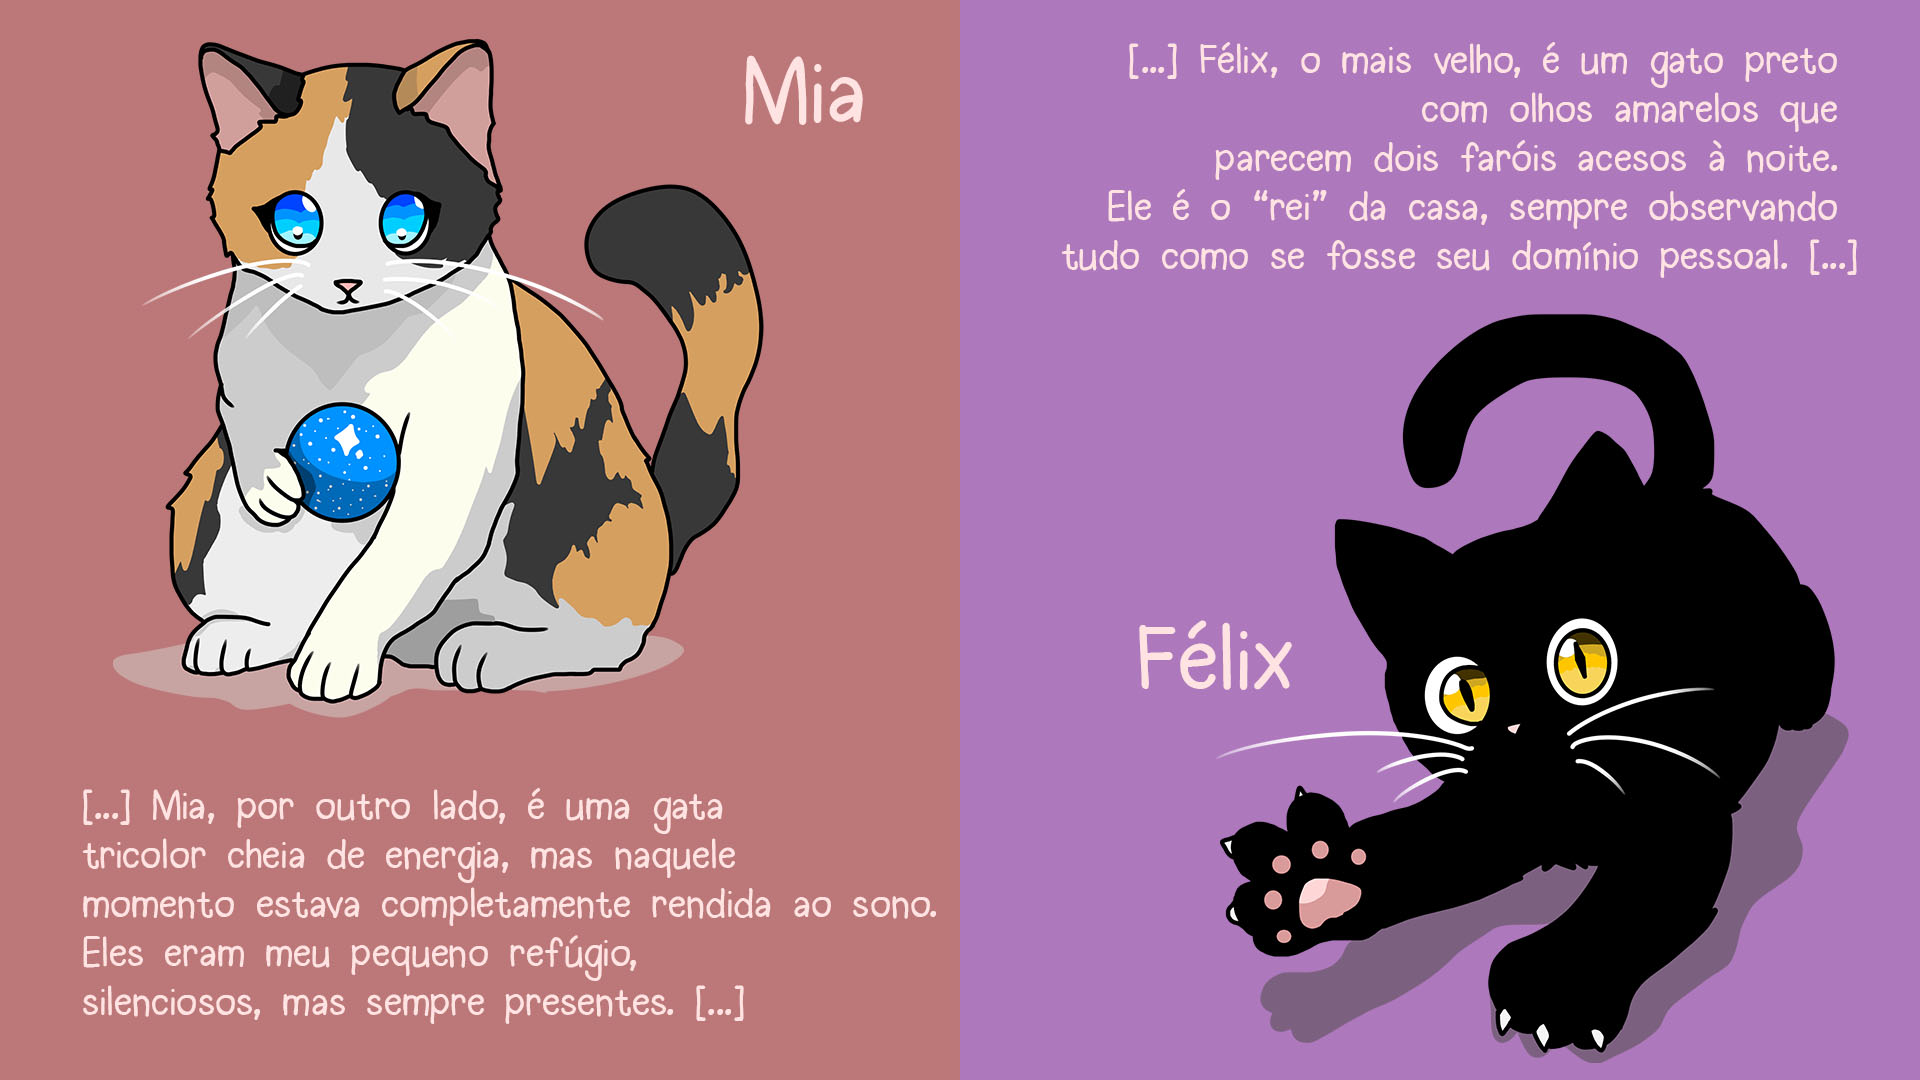 Mia
[...] Mia, por outro lado, é uma gata
tricolor cheia de energia, mas naquele
momento estava completamente rendida ao sono.
Eles eram meu pequeno refúgio,
silenciosos, mas sempre presentes. [...]
[...] Félix, o mais velho, é um gato preto
com olhos amarelos que
parecem dois faróis acesos à noite.
Ele é o “rei” da casa, sempre observando
tudo como se fosse seu domínio pessoal. [...]
Félix